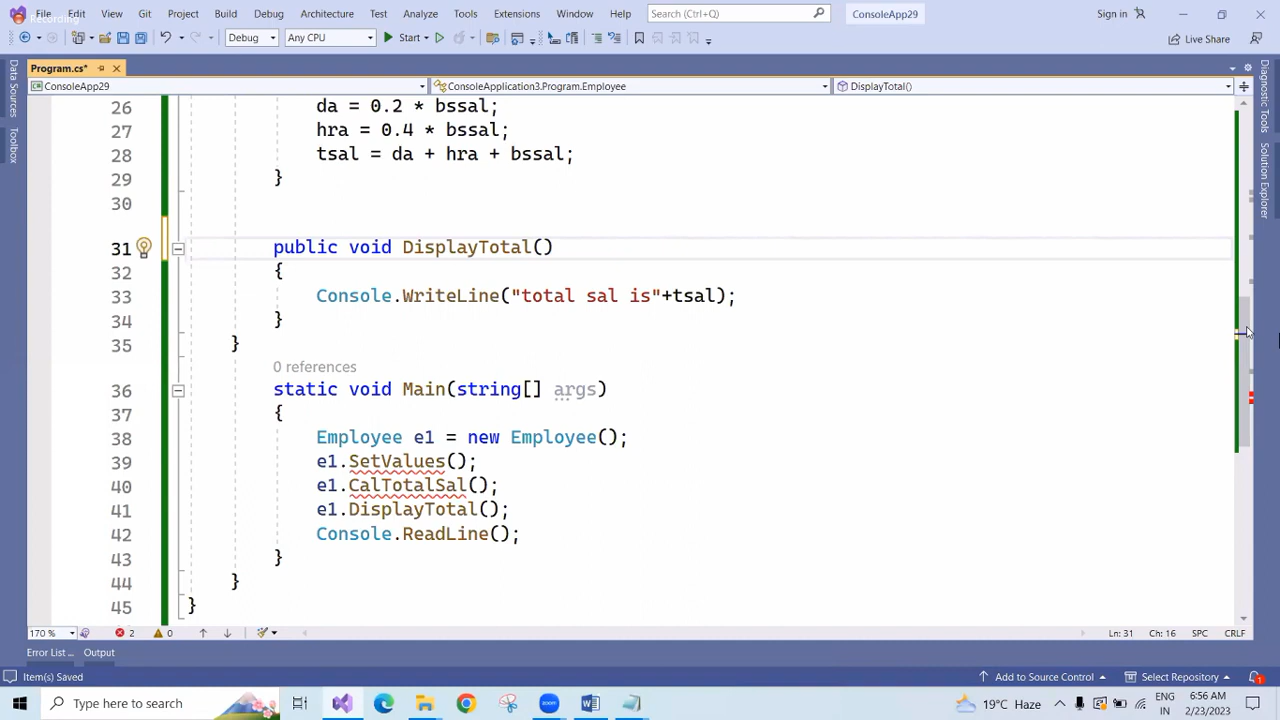 Recording
File Edit View Git Project Build Debug Architecture Test Analyze Tools Extensions Window Help Search (Ctrl+Q) ConsoleApp29 Sign in
Debug Any CPU Start Live Share
Program.cs*
ConsoleApp29 ConsoleApplication3.Program.Employee DisplayTotal()
Data Sources
Toolbox
Diagnostic Tools
Solution Explorer
26 da = 0.2 * bssal;
27 hra = 0.4 * bssal;
28 tsal = da + hra + bssal;
29 }
30
31 public void DisplayTotal()
32 {
33 Console.WriteLine("total sal is"+tsal);
34 }
35 }
0 references
36 static void Main(string[] args)
37 {
38 Employee e1 = new Employee();
39 e1.SetValues();
40 e1.CalTotalSal();
41 e1.DisplayTotal();
42 Console.ReadLine();
43 }
44 }
45 }
170 % 2 0 Ln: 31 Ch: 16 SPC CRLF
Error List ... Output
Item(s) Saved Add to Source Control Select Repository 1
Type here to search 19°C Haze ENG 6:56 AM
IN 2/23/2023